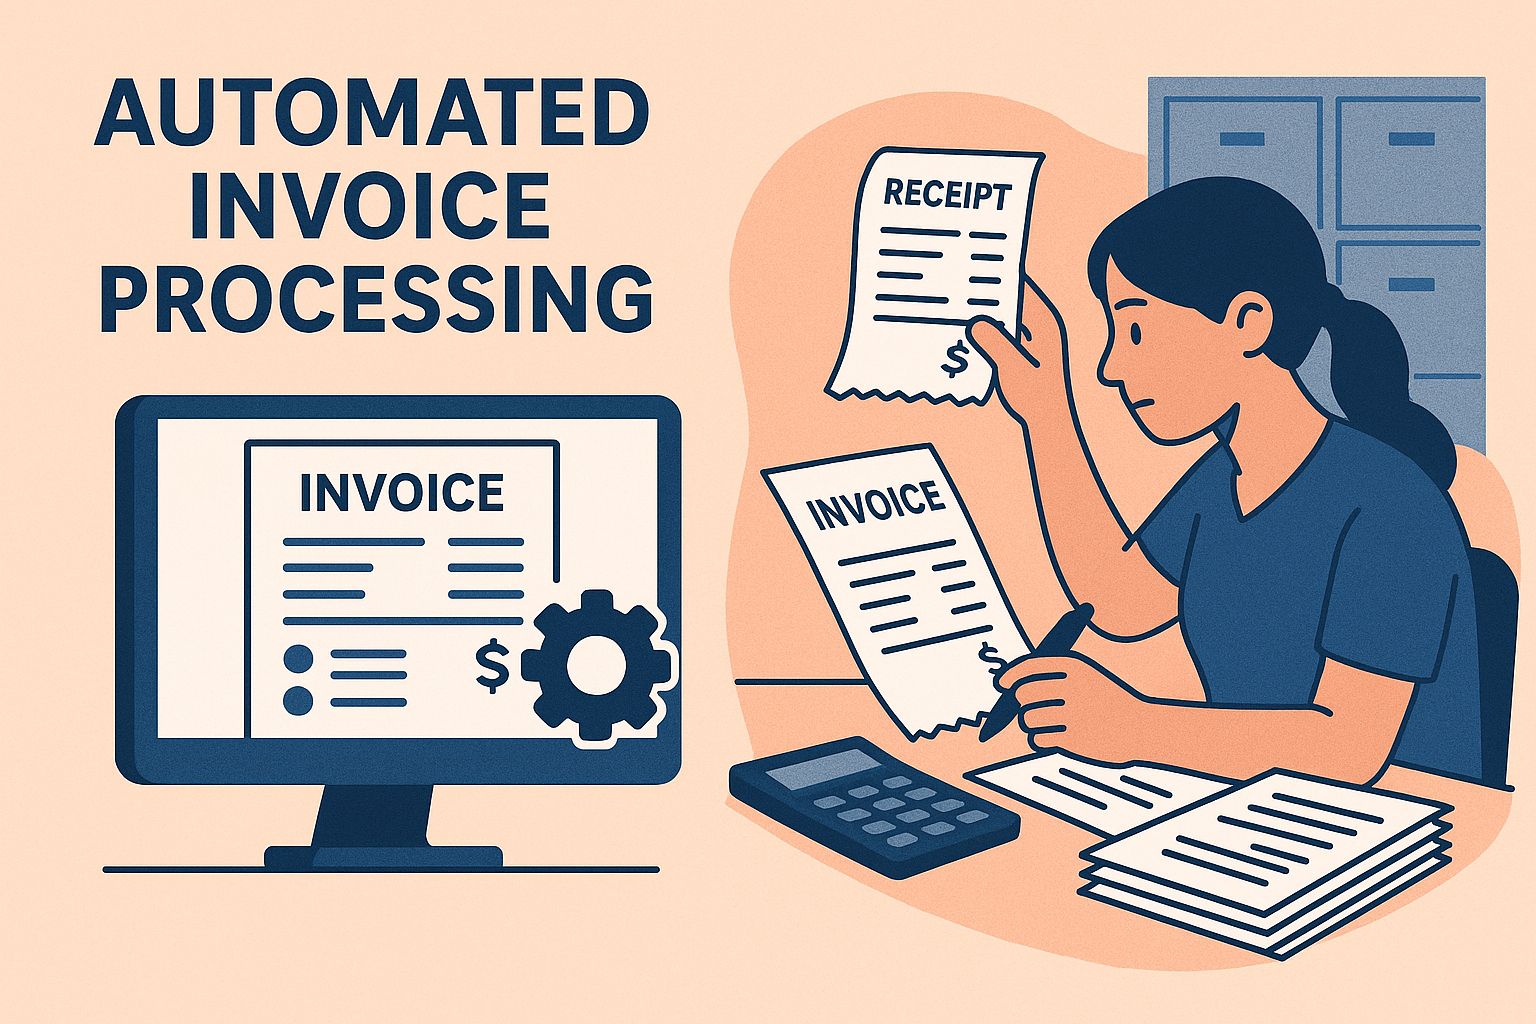 AUTOMATED
INVOICE
PROCESSING
INVOICE
$
RECEIPT
$
INVOICE
$